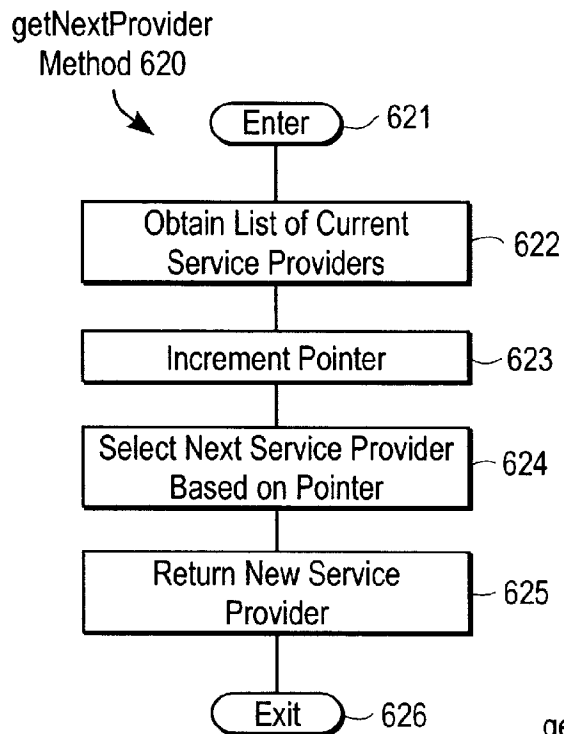 getNextProvider
Method 620
Enter
621
Obtain List of Current
Service Providers
622
Increment Pointer
623
Select Next Service Provider
Based on Pointer
624
Return New Service
Provider
625
Exit
626
ge